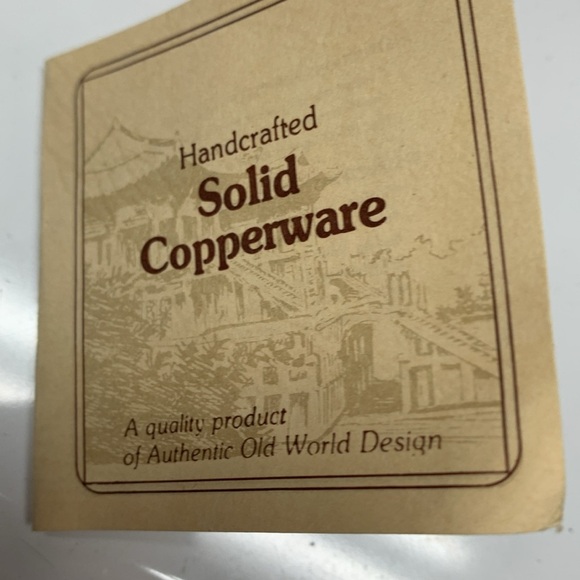 Handcrafted
Solid
Copperware
A quality product
of Authentic Old World Design